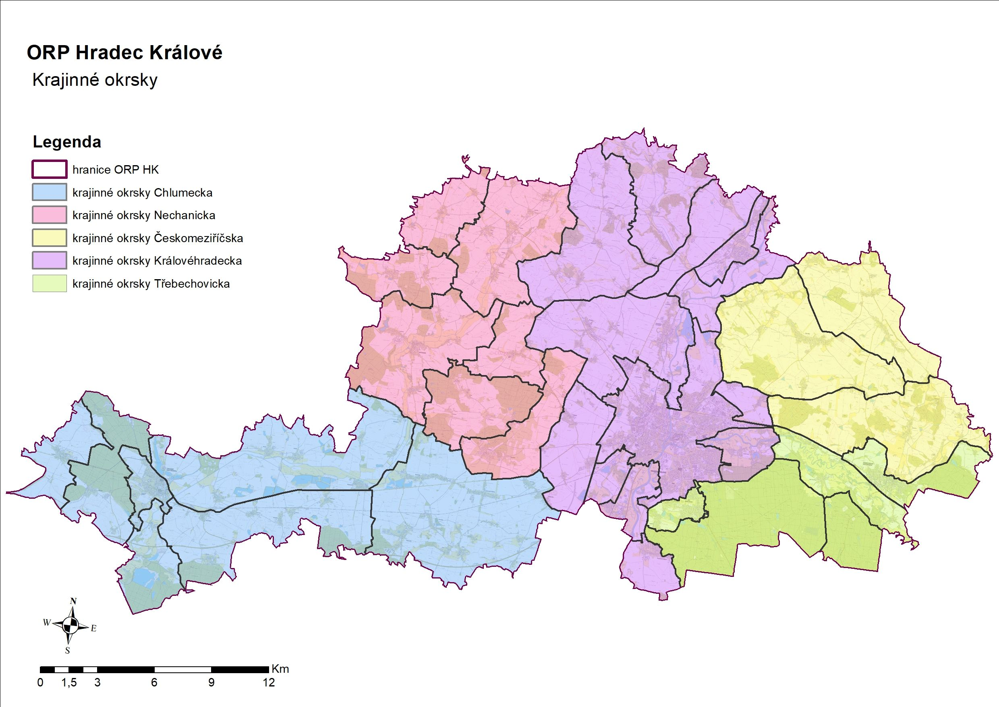 ORP Hradec Králové
Krajinné okrsky
Legenda
hranice ORP HK
krajinné okrsky Chlumecka
krajinné okrsky Nechanicka
krajinné okrsky Českomeziříčska
krajinné okrsky Královéhradecka
krajinné okrsky Třebechovicka
N
W
E
S
Km
0 1,5 3 6 9 12